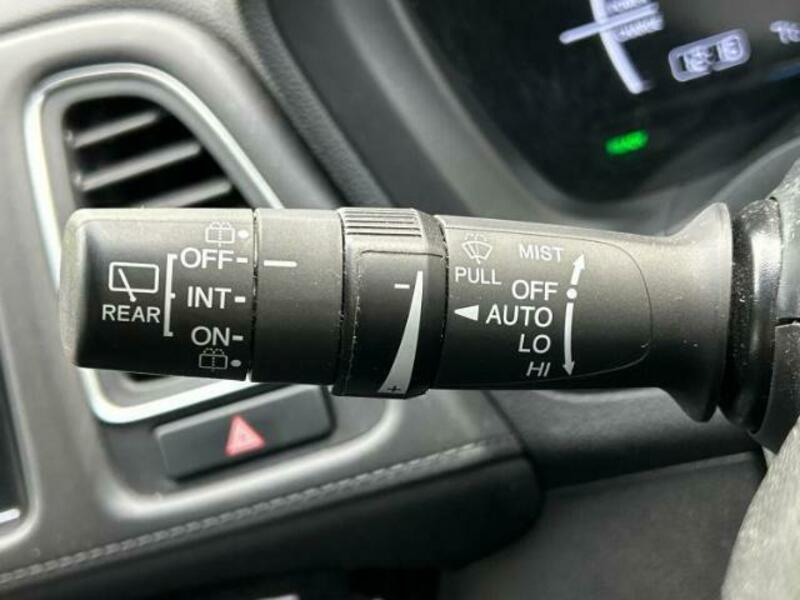 REAR
OFF
INT
ON
-
+
PULL
MIST
OFF
AUTO
LO
HI